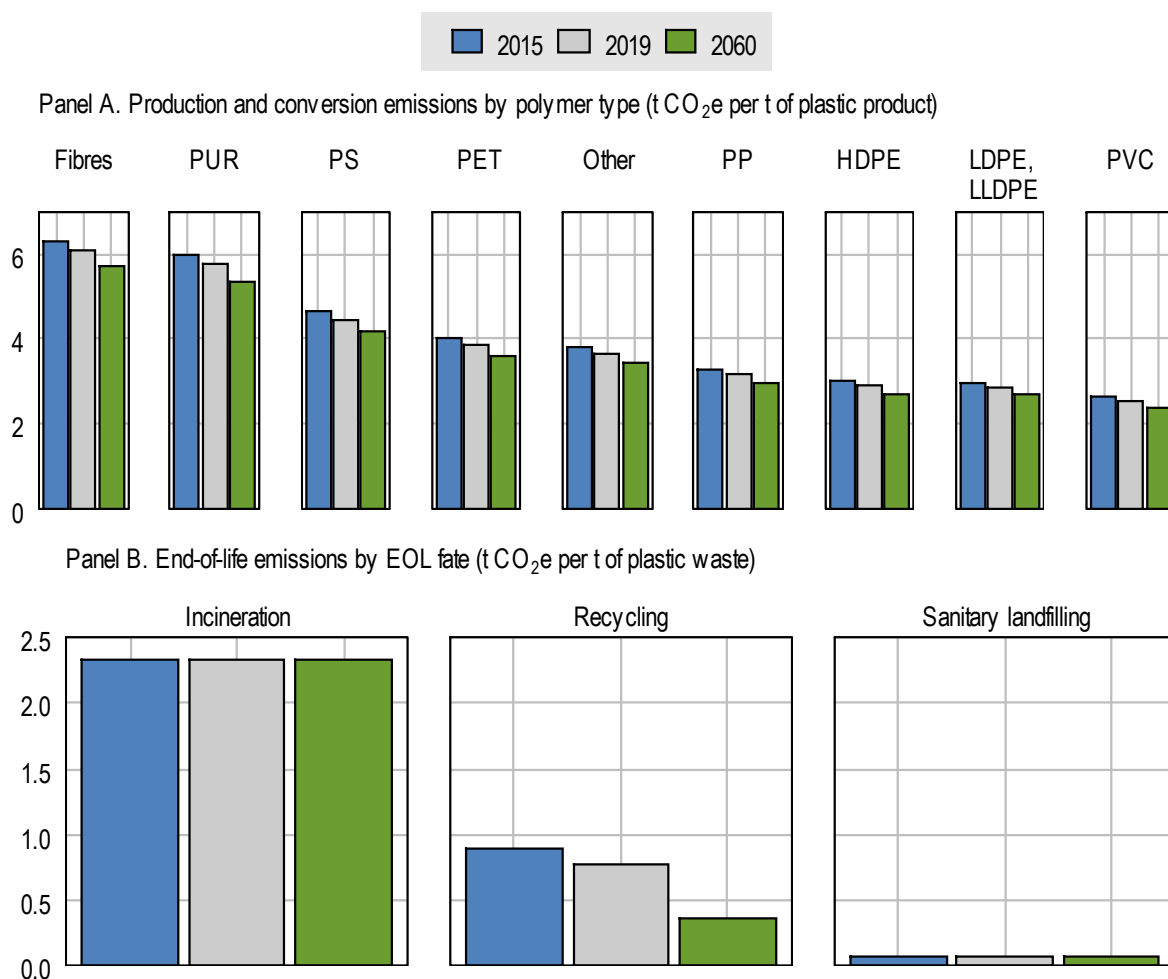 2015 2019 2060
Panel A. Production and conversion emissions by polymer type (t CO₂e per t of plastic product)
Fibres PUR PS PET Other PP HDPE LDPE, LLDPE PVC
6
4
2
0
Panel B. End-of-life emissions by EOL fate (t CO₂e per t of plastic waste)
Incineration Recycling Sanitary landfilling
2.5
2.0
1.5
1.0
0.5
0.0